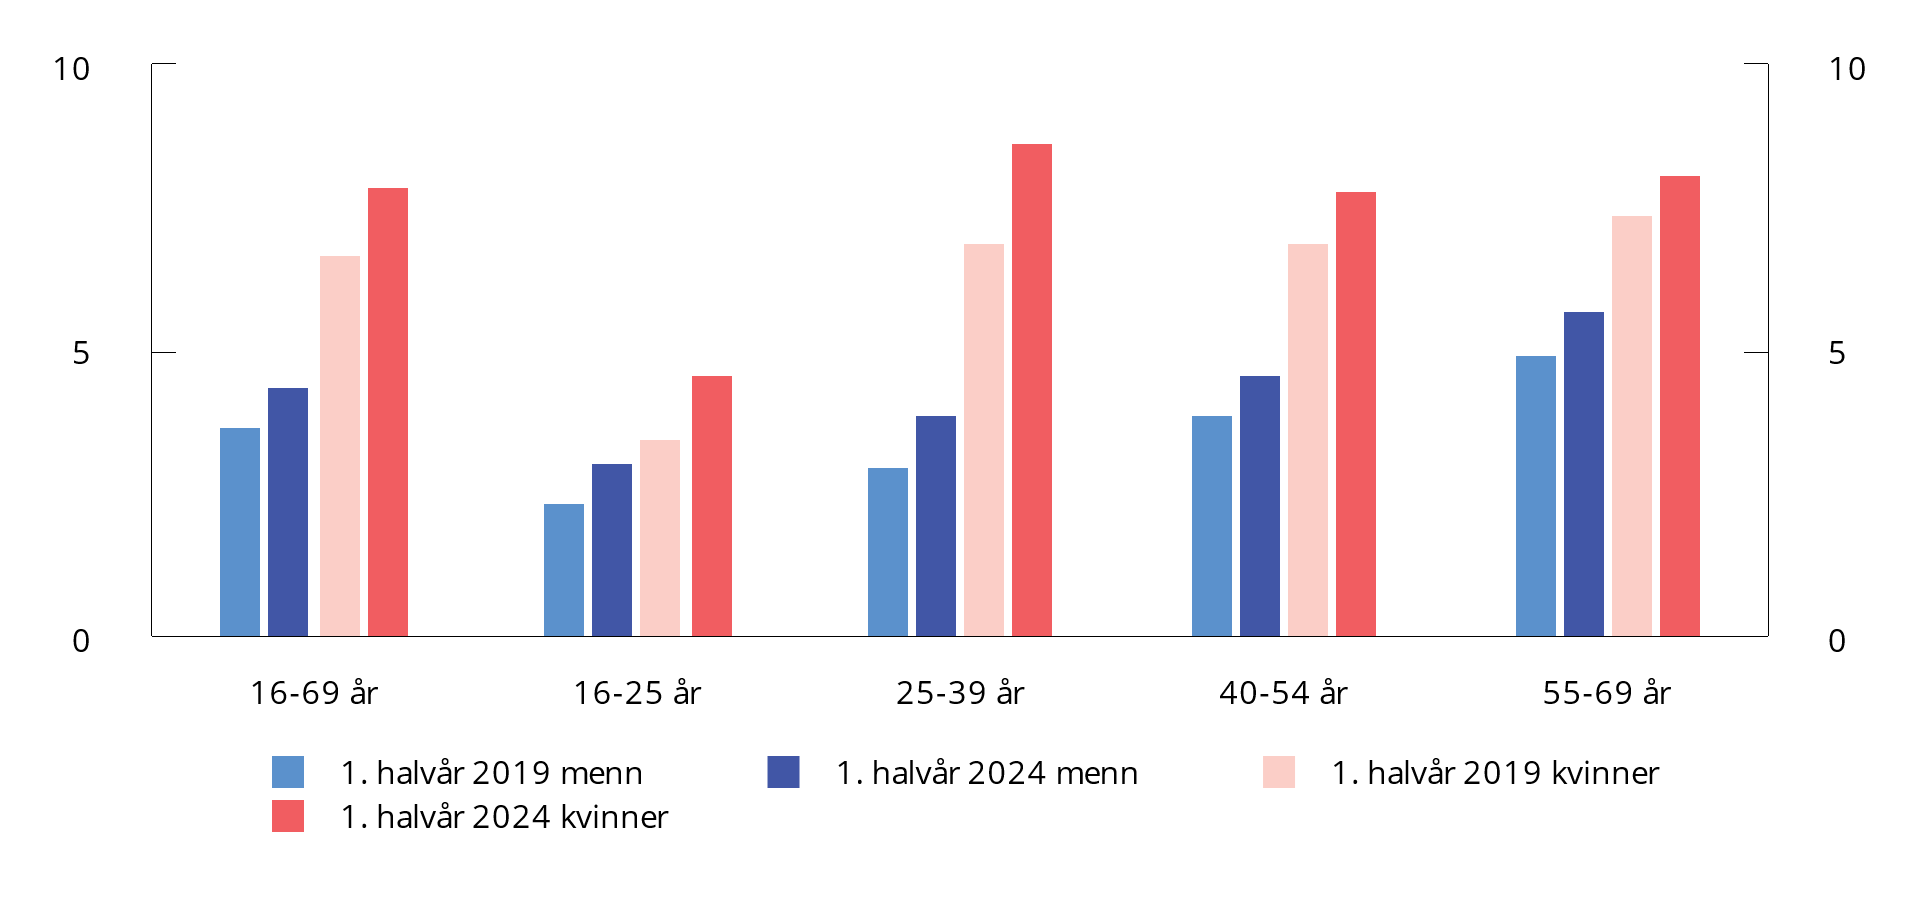 10 10
5 5
0 0
16-69 år 16-25 år 25-39 år 40-54 år 55-69 år
1. halvår 2019 menn 1. halvår 2024 menn 1. halvår 2019 kvinner
1. halvår 2024 kvinner